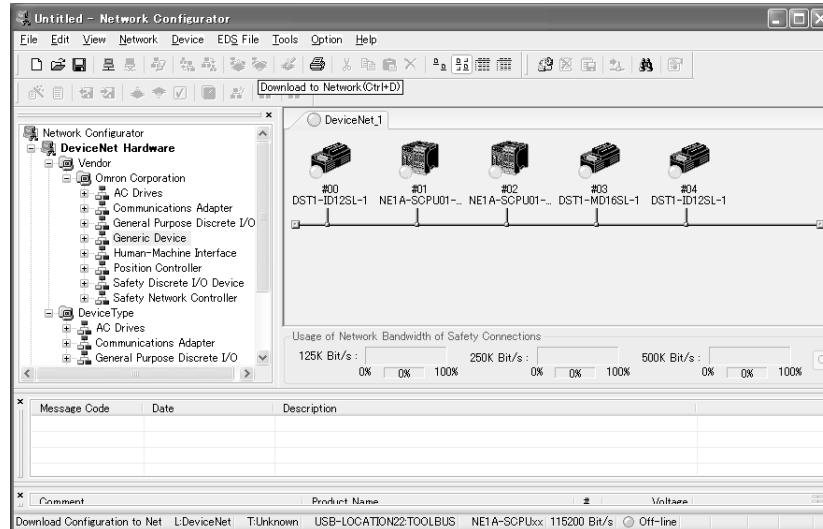 Untitled - Network Configurator
File Edit View Network Device EDS File Tools Option Help
Download to Network(Ctrl+D)
Network Configurator
DeviceNet Hardware
Vendor
Omron Corporation
AC Drives
Communications Adapter
General Purpose Discrete I/O
Generic Device
Human-Machine Interface
Position Controller
Safety Discrete I/O Device
Safety Network Controller
DeviceType
AC Drives
Communications Adapter
General Purpose Discrete I/O
DeviceNet_1
#00 #01 #02 #03 #04
DST1-ID12SL-1 NE1A-SCPU01-... NE1A-SCPU01-... DST1-MD16SL-1 DST1-ID12SL-1
Usage of Network Bandwidth of Safety Connections
125K Bit/s : 250K Bit/s : 500K Bit/s :
0% 0% 100% 0% 0% 100% 0% 0% 100%
Message Code Date Description
Comment Product Name # Voltage
Download Configuration to Net L:DeviceNet T:Unknown USB-LOCATION22:TOOLBUS NE1A-SCPUxx 115200 Bit/s Off-line